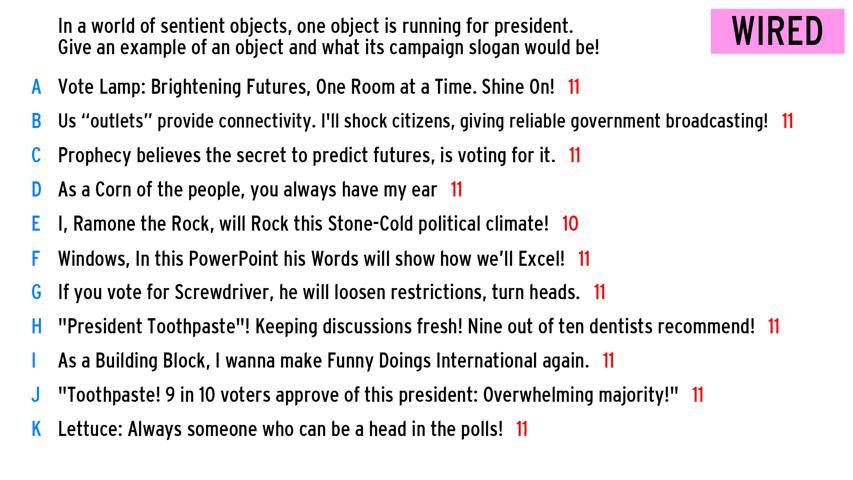 In a world of sentient objects, one object is running for president.
Give an example of an object and what its campaign slogan would be!
WIRED
A Vote Lamp: Brightening Futures, One Room at a Time. Shine On! 11
B Us “outlets” provide connectivity. I'll shock citizens, giving reliable government broadcasting! 11
C Prophecy believes the secret to predict futures, is voting for it. 11
D As a Corn of the people, you always have my ear 11
E I, Ramone the Rock, will Rock this Stone-Cold political climate! 10
F Windows, In this PowerPoint his Words will show how we’ll Excel! 11
G If you vote for Screwdriver, he will loosen restrictions, turn heads. 11
H "President Toothpaste"! Keeping discussions fresh! Nine out of ten dentists recommend! 11
I As a Building Block, I wanna make Funny Doings International again. 11
J "Toothpaste! 9 in 10 voters approve of this president: Overwhelming majority!" 11
K Lettuce: Always someone who can be a head in the polls! 11